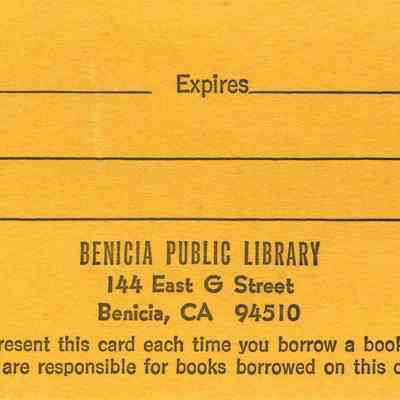 Expires
BENICIA PUBLIC LIBRARY
144 East G Street
Benicia, CA 94510
resent this card each time you borrow a book
are responsible for books borrowed on this c